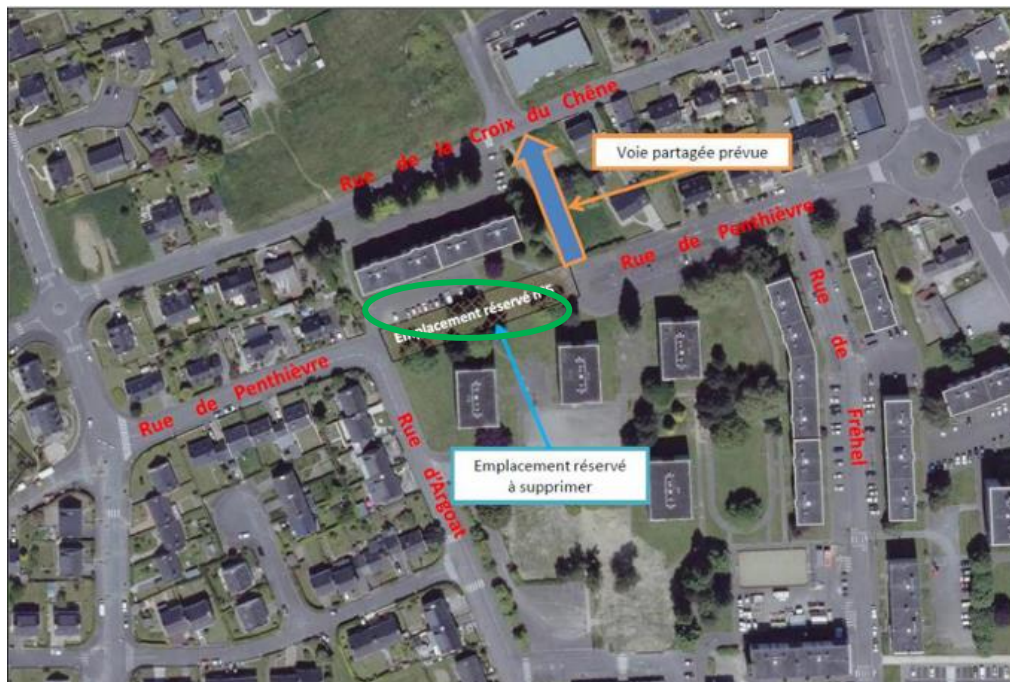 Rue de la Croix du Chêne
Voie partagée prévue
Rue de Penthièvre
Rue de Fréhel
Emplacement réservé n°5
Rue de Penthièvre
Rue d'Argoat
Emplacement réservé
à supprimer